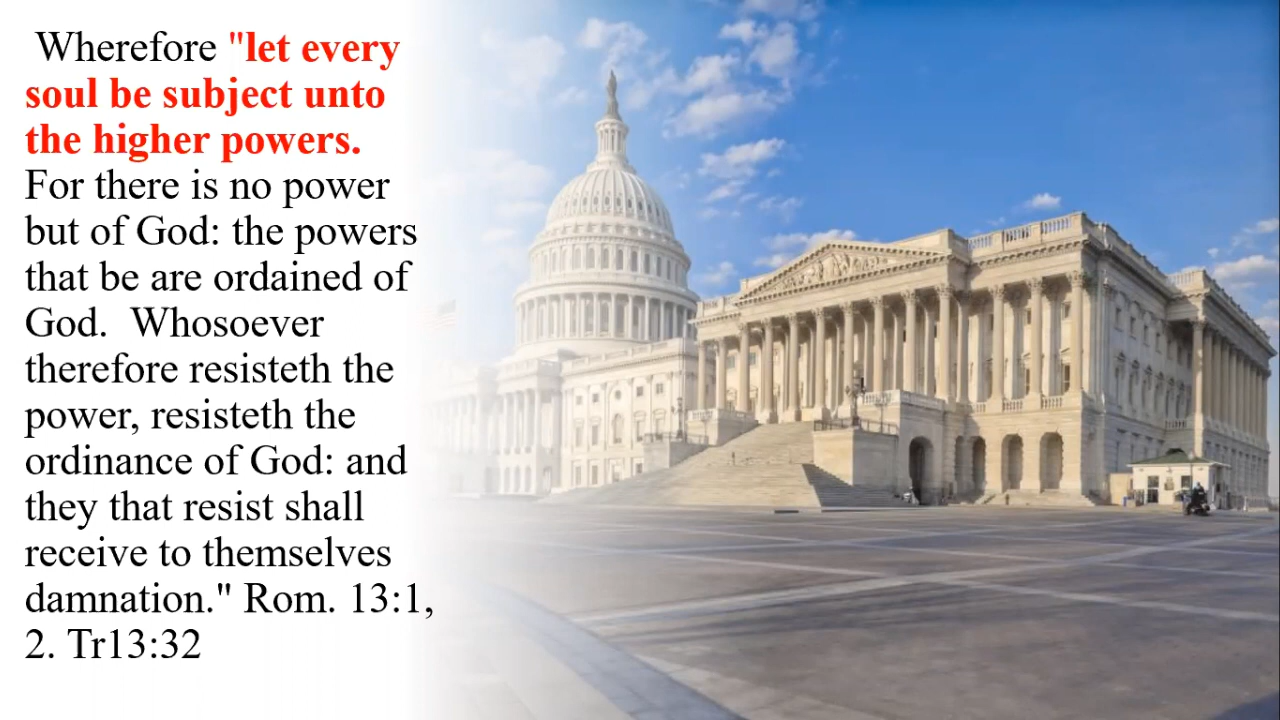 Wherefore "let every
soul be subject unto
the higher powers.
For there is no power
but of God: the powers
that be are ordained of
God.  Whosoever
therefore resisteth the
power, resisteth the
ordinance of God: and
they that resist shall
receive to themselves
damnation." Rom. 13:1,
2. Tr13:32